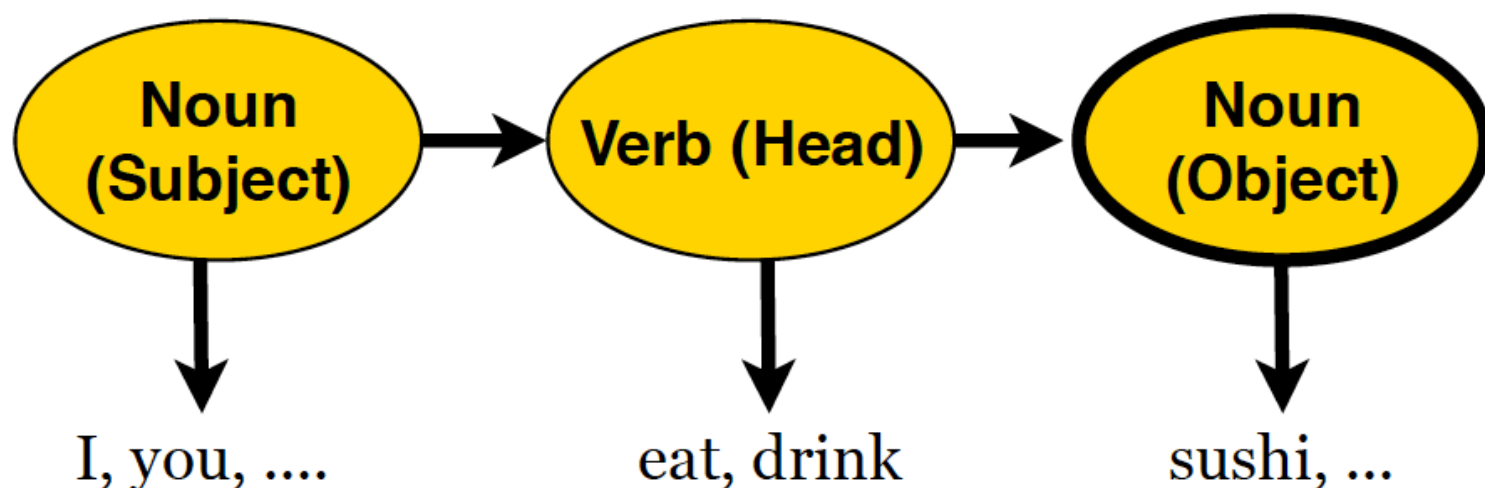 Noun
(Subject)
Verb (Head)
Noun
(Object)
I, you, ....
eat, drink
sushi, ...